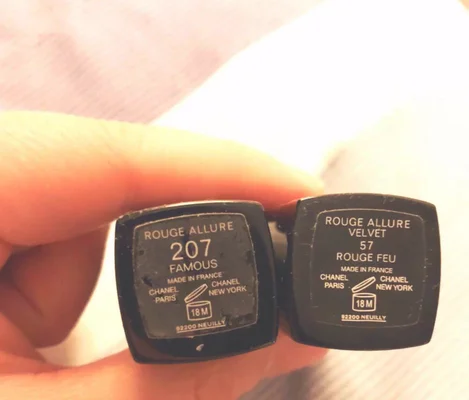 ROUGE ALLURE
207
FAMOUS
MADE IN FRANCE
CHANEL PARIS
CHANEL NEW YORK
18 M
92200 NEUILLY
ROUGE ALLURE
VELVET
57
ROUGE FEU
MADE IN FRANCE
CHANEL PARIS
CHANEL NEW YORK
18 M
92200 NEUILLY